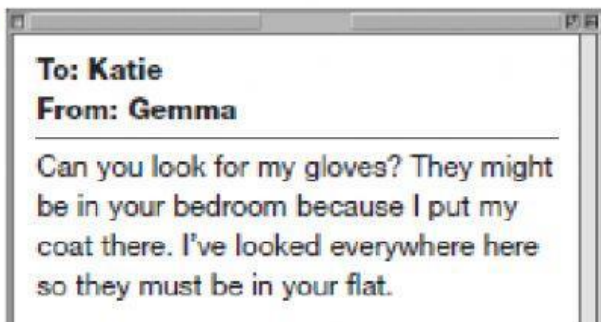 To: Katie
From: Gemma
Can you look for my gloves? They might
be in your bedroom because I put my
coat there. I've looked everywhere here
so they must be in your flat.